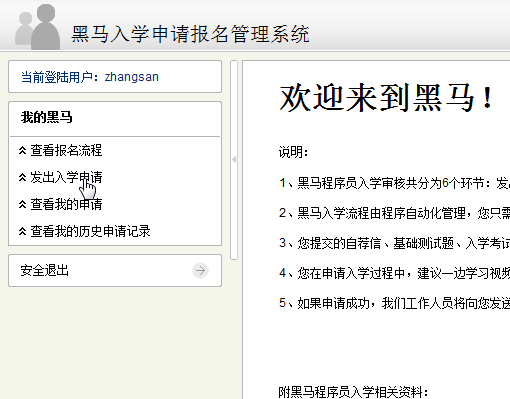 黑马入学申请报名管理系统
当前登陆用户：zhangsan
我的黑马
查看报名流程
发出入学申请
查看我的申请
查看我的历史申请记录
安全退出
欢迎来到黑马！
说明：
1、黑马程序员入学审核共分为6个环节：发
2、黑马入学流程由程序自动化管理，您只需
3、您提交的自荐信、基础测试题、入学考试
4、您在申请入学过程中，建议一边学习视频
5、如果申请成功，我们工作人员将向您发送
附黑马程序员入学相关资料：